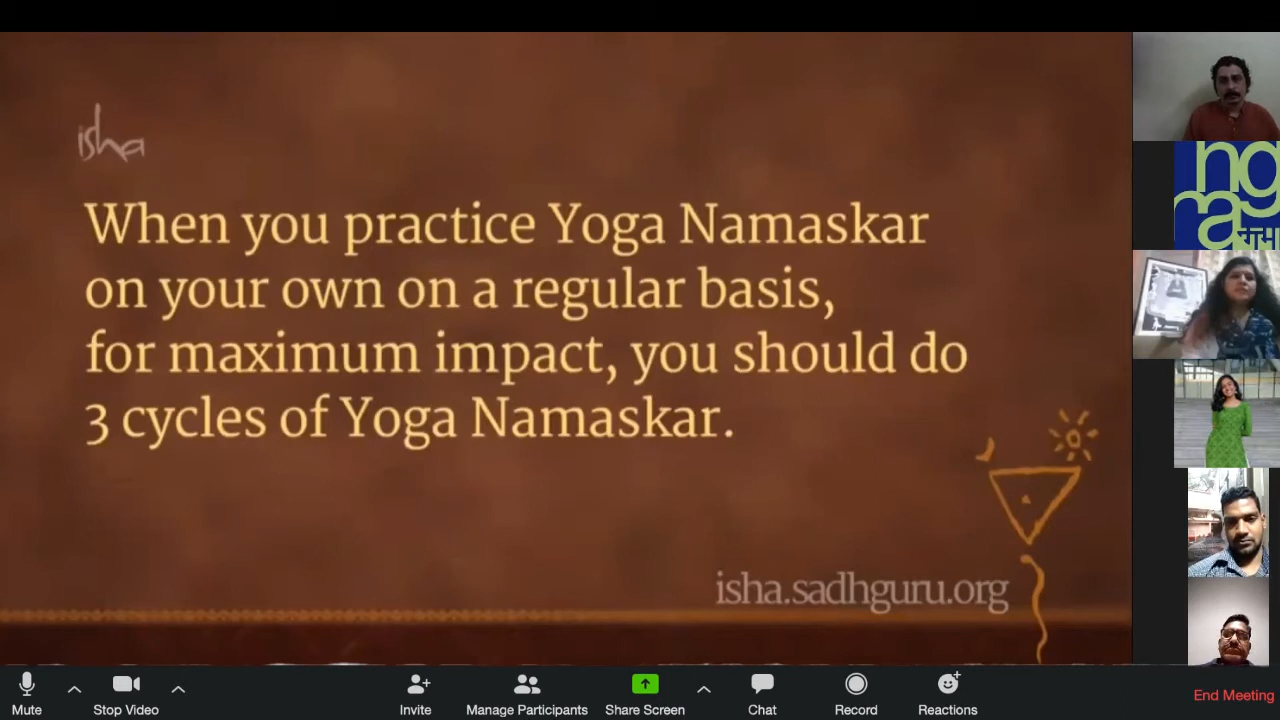 isha
When you practice Yoga Namaskar
on your own on a regular basis,
for maximum impact, you should do
3 cycles of Yoga Namaskar.
isha.sadhguru.org
ng
ma
Mute
Stop Video
Invite
Manage Participants
Share Screen
Chat
Record
Reactions
End Meeting